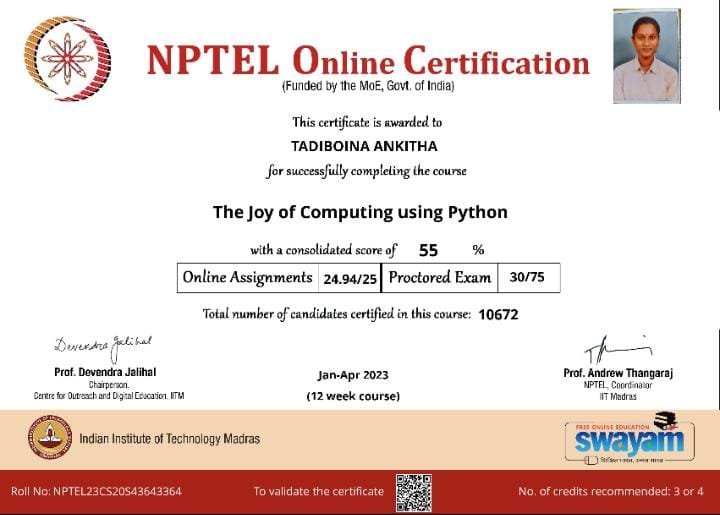 NPTEL Online Certification
(Funded by the MoE, Govt. of India)
This certificate is awarded to
TADIBOINA ANKITHA
for successfully completing the course
The Joy of Computing using Python
with a consolidated score of 55 %
Online Assignments 24.94/25 Proctored Exam 30/75
Total number of candidates certified in this course: 10672
Devendra Jalihal
Prof. Devendra Jalihal
Chairperson,
Centre for Outreach and Digital Education, IITM
Jan-Apr 2023
(12 week course)
Prof. Andrew Thangaraj
NPTEL, Coordinator
IIT Madras
Indian Institute of Technology Madras
FREE ONLINE EDUCATION
swayam
शिक्षित भारत, उन्नत भारत
Roll No: NPTEL23CS20S43643364
To validate the certificate
No. of credits recommended: 3 or 4